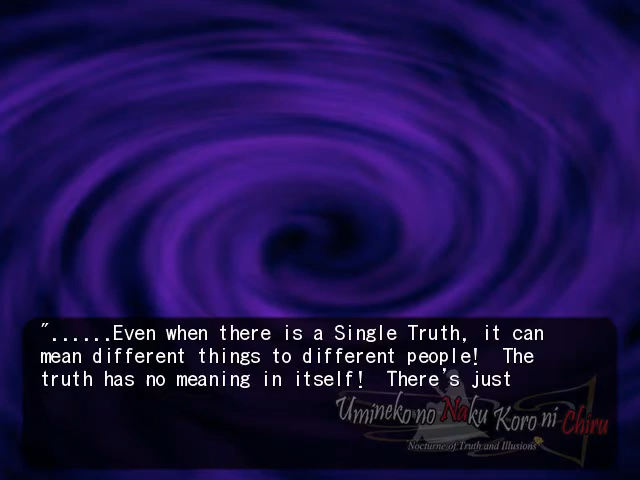 "......Even when there is a Single Truth, it can
mean different things to different people!  The
truth has no meaning in itself!  There's just
Umineko no Naku Koro ni Chiru
Nocturne of Truth and Illusions